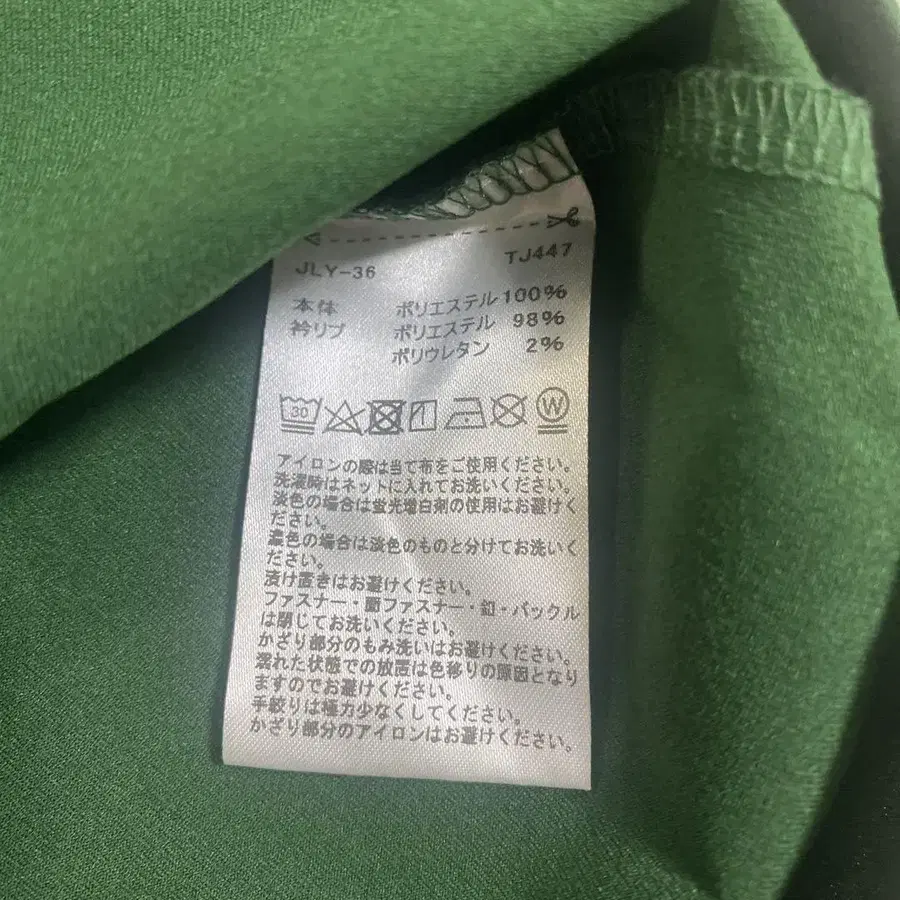 JLY-36 TJ447
本体 ポリエステル100%
衿リブ ポリエステル 98%
ポリウレタン 2%
30 W
アイロンの際は当て布をご使用ください。
洗濯時はネットに入れてお洗いください。
淡色の場合は蛍光増白剤の使用はお避けく
ださい。
濃色の場合は淡色のものと分けてお洗いく
ださい。
漬け置きはお避けください。
ファスナー・面ファスナー・釦・バックル
は閉じてお洗いください。
かざり部分のもみ洗いはお避けください。
濡れた状態での放置は色移りの原因となり
ますのでお避けください。
手絞りは極力少なくしてください。
かざり部分のアイロンはお避けください。